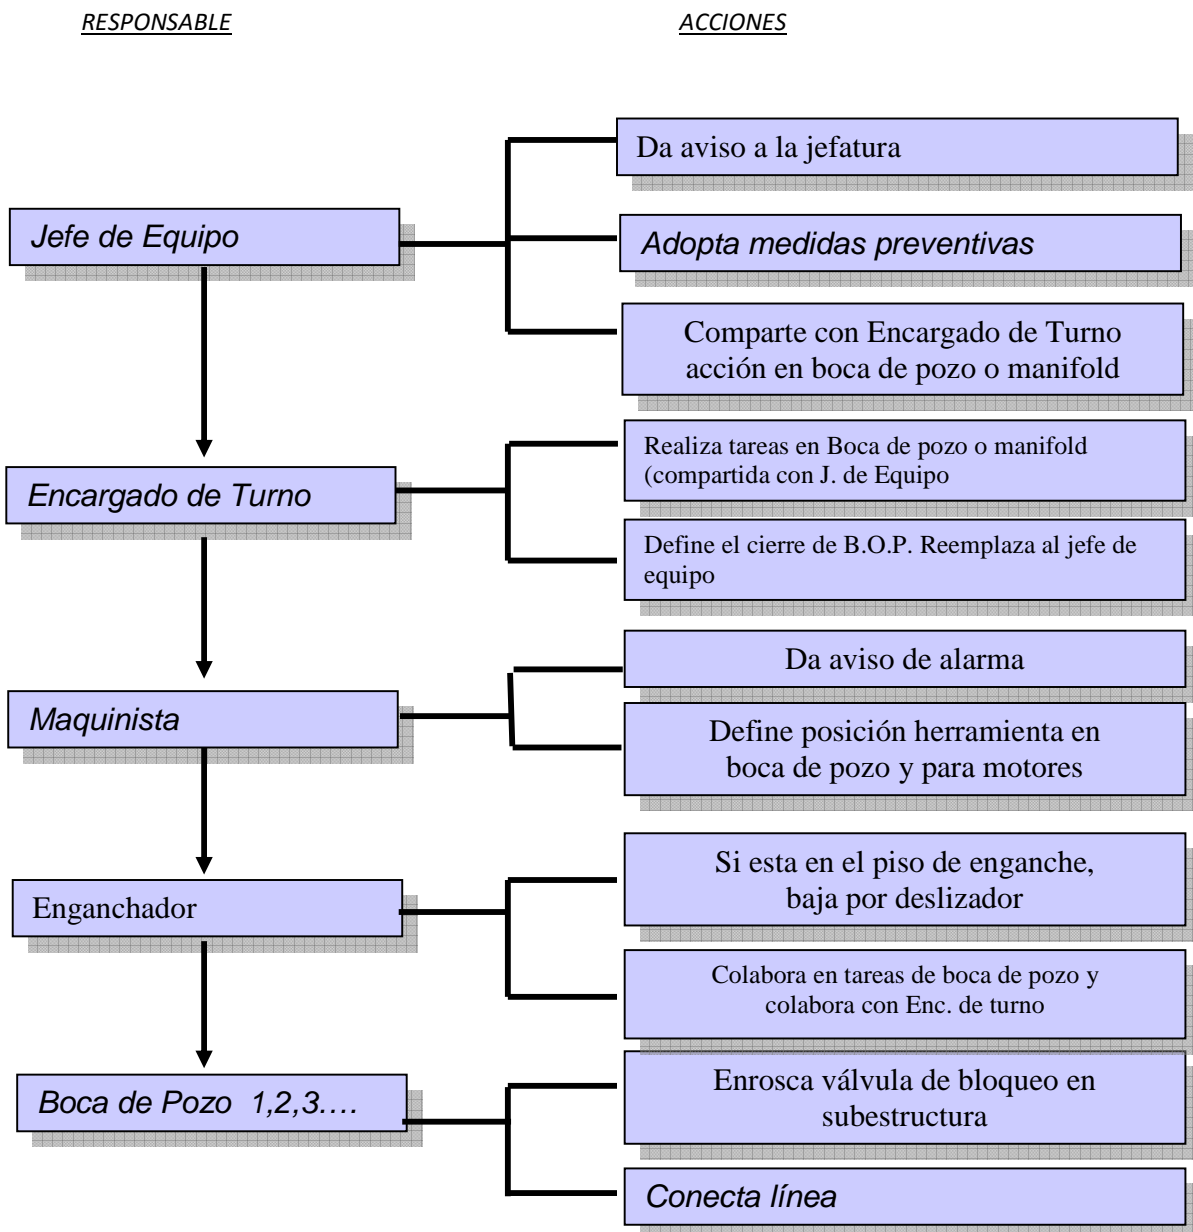 RESPONSABLE
ACCIONES
Da aviso a la jefatura
Jefe de Equipo
Adopta medidas preventivas
Comparte con Encargado de Turno
acción en boca de pozo o manifold
Encargado de Turno
Realiza tareas en Boca de pozo o manifold
(compartida con J. de Equipo
Define el cierre de B.O.P. Reemplaza al jefe de
equipo
Maquinista
Da aviso de alarma
Define posición herramienta en
boca de pozo y para motores
Enganchador
Si esta en el piso de enganche,
baja por deslizador
Colabora en tareas de boca de pozo y
colabora con Enc. de turno
Boca de Pozo 1,2,3....
Enrosca válvula de bloqueo en
subestructura
Conecta línea